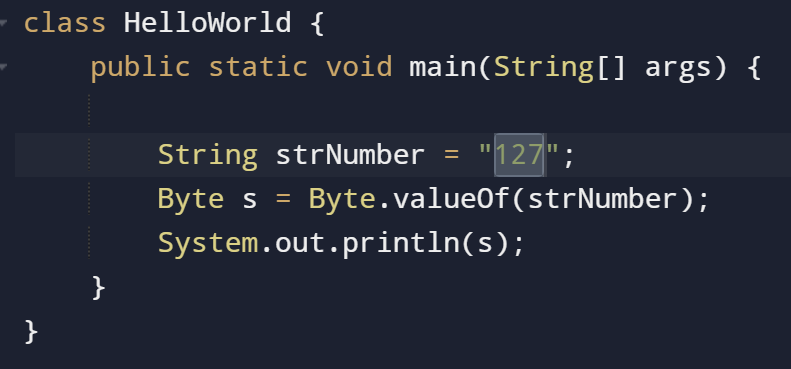 class HelloWorld {
public static void main(String[] args) {
String strNumber = "127";
Byte s = Byte.valueOf(strNumber);
System.out.println(s);
}
}